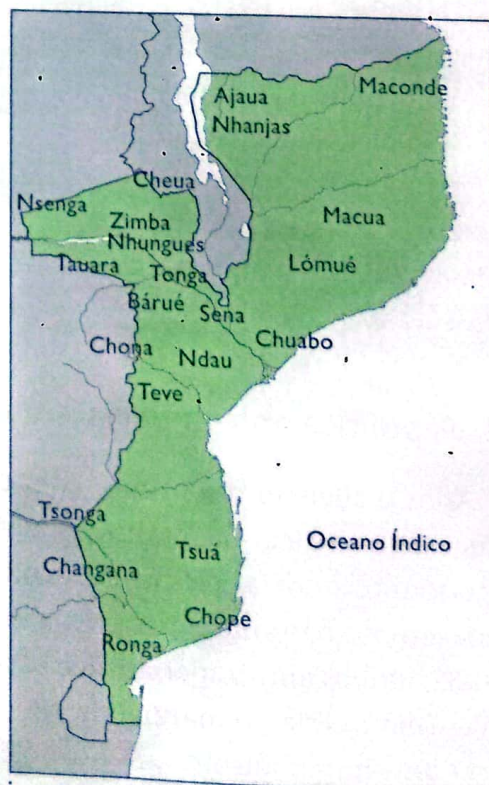 Ajaua
Maconde
Nhanjas
Cheua
Nsenga
Zimba
Macua
Nhungues
Tauara
Tonga
Lómué
Bárué
Sena
Chona
Chuabo
Ndau
Teve
Tsonga
Tsuá
Oceano Índico
Changana
Chope
Ronga